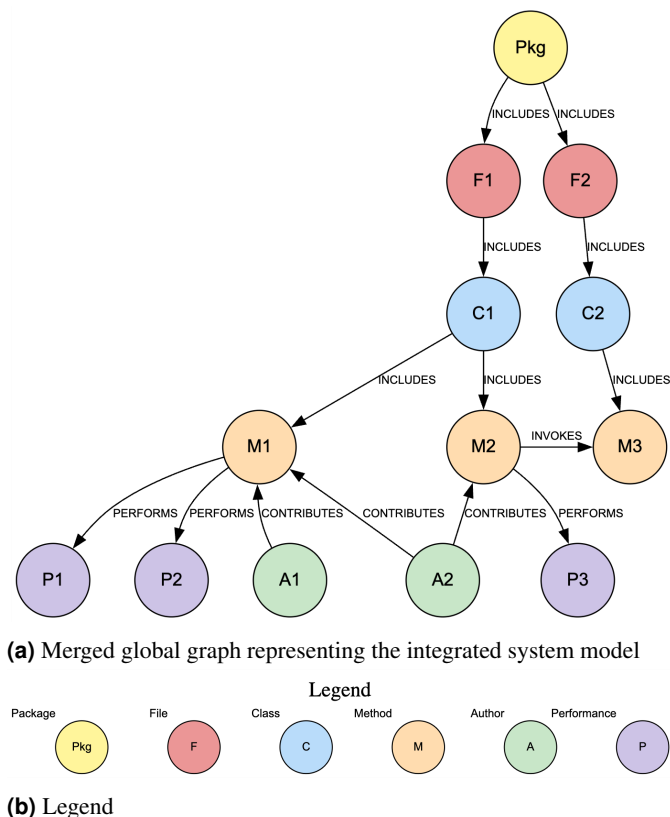 Pkg
INCLUDES INCLUDES
F1 F2
INCLUDES INCLUDES
C1 C2
INCLUDES INCLUDES INCLUDES
M1 M2 INVOKES M3
PERFORMS PERFORMS CONTRIBUTES CONTRIBUTES CONTRIBUTES PERFORMS
P1 P2 A1 A2 P3
(a) Merged global graph representing the integrated system model
Legend
Package File Class Method Author Performance
Pkg F C M A P
(b) Legend